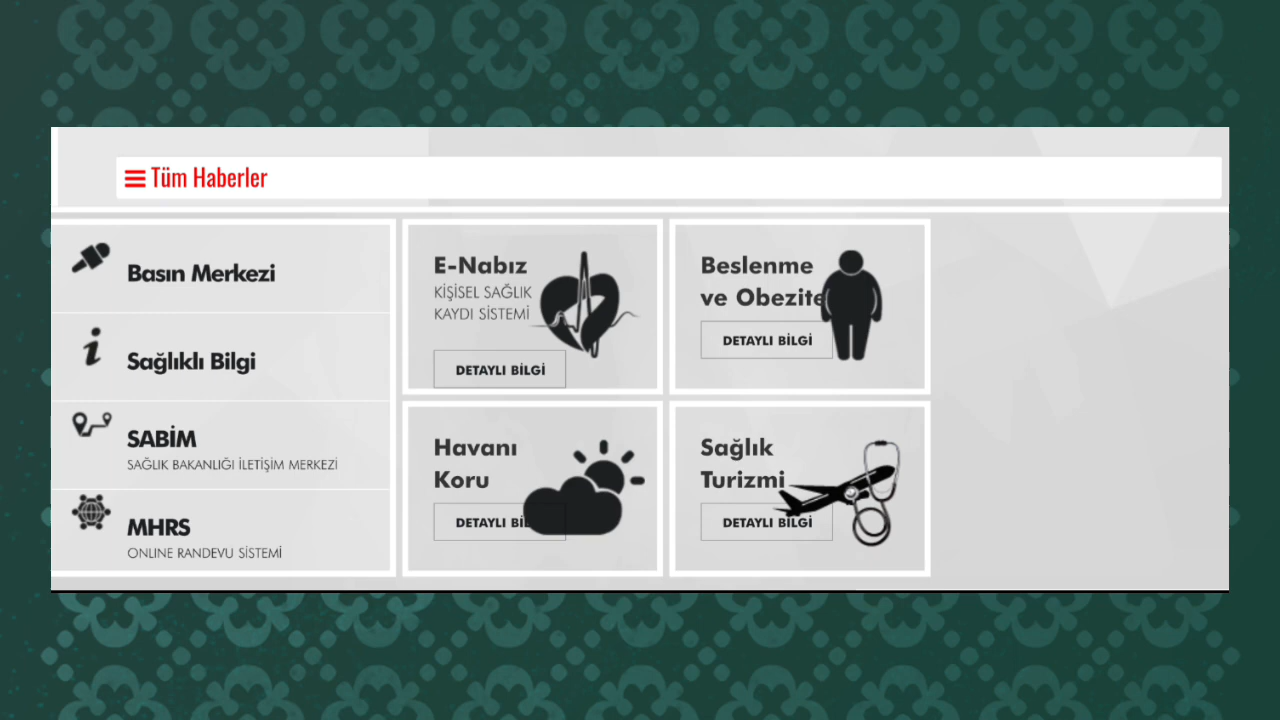 Tüm Haberler
Basın Merkezi
Sağlıklı Bilgi
SABİM
SAĞLIK BAKANLIĞI İLETİŞİM MERKEZİ
MHRS
ONLINE RANDEVU SİSTEMİ
E-Nabız
KİŞİSEL SAĞLIK
KAYDI SİSTEMİ
DETAYLI BİLGİ
Beslenme
ve Obezite
DETAYLI BİLGİ
Havanı
Koru
DETAYLI BİL
Sağlık
Turizmi
DETAYLI BİLGİ